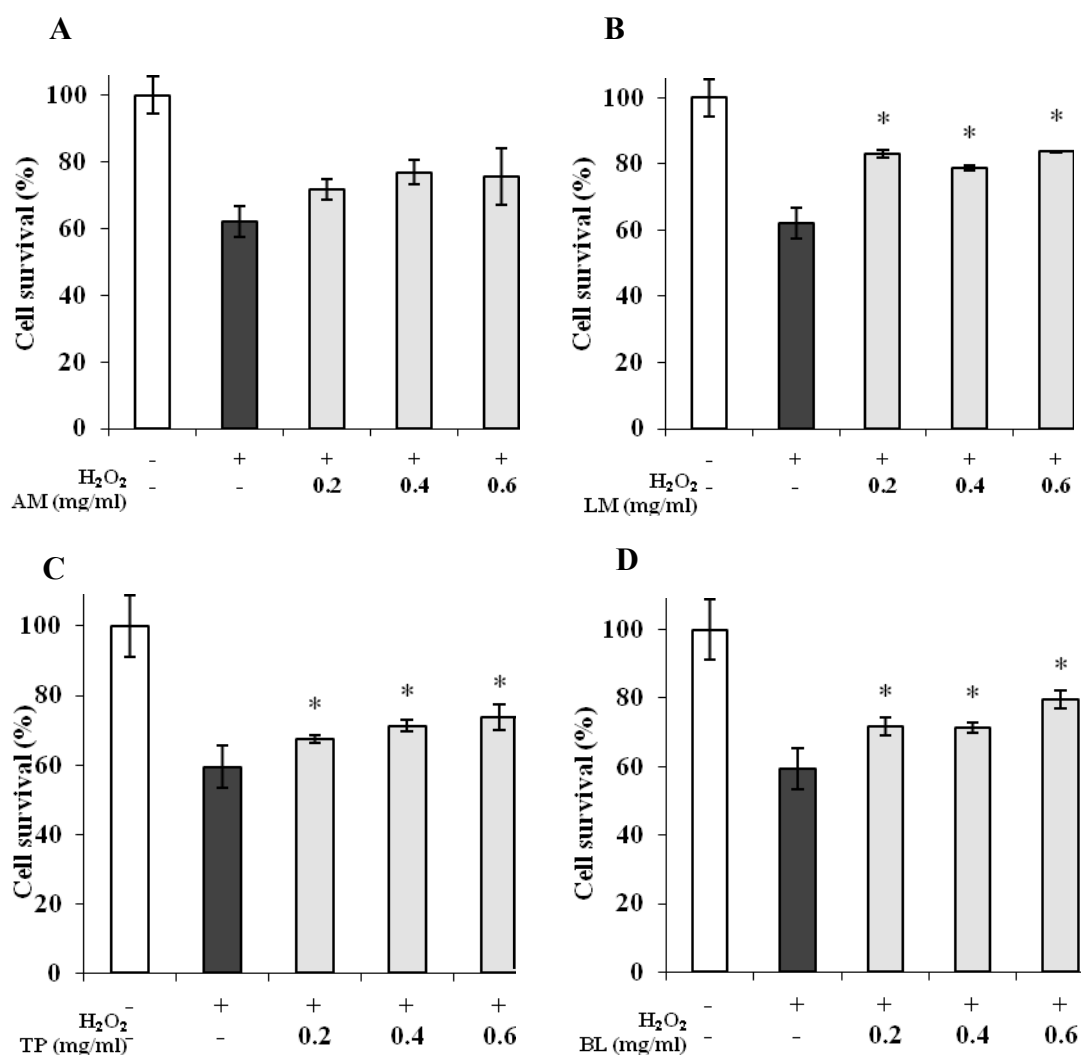 A
Cell survival (%)
100
80
60
40
20
0
- + + + +
H₂O₂
- - 0.2 0.4 0.6
AM (mg/ml)
B
Cell survival (%)
100
80
60
40
20
0
* * *
- + + + +
H₂O₂
- - 0.2 0.4 0.6
LM (mg/ml)
C
Cell survival (%)
100
80
60
40
20
0
* * *
- + + + +
H₂O₂
TP (mg/ml) - - 0.2 0.4 0.6
D
Cell survival (%)
100
80
60
40
20
0
* * *
- + + + +
H₂O₂
BL (mg/ml) - - 0.2 0.4 0.6